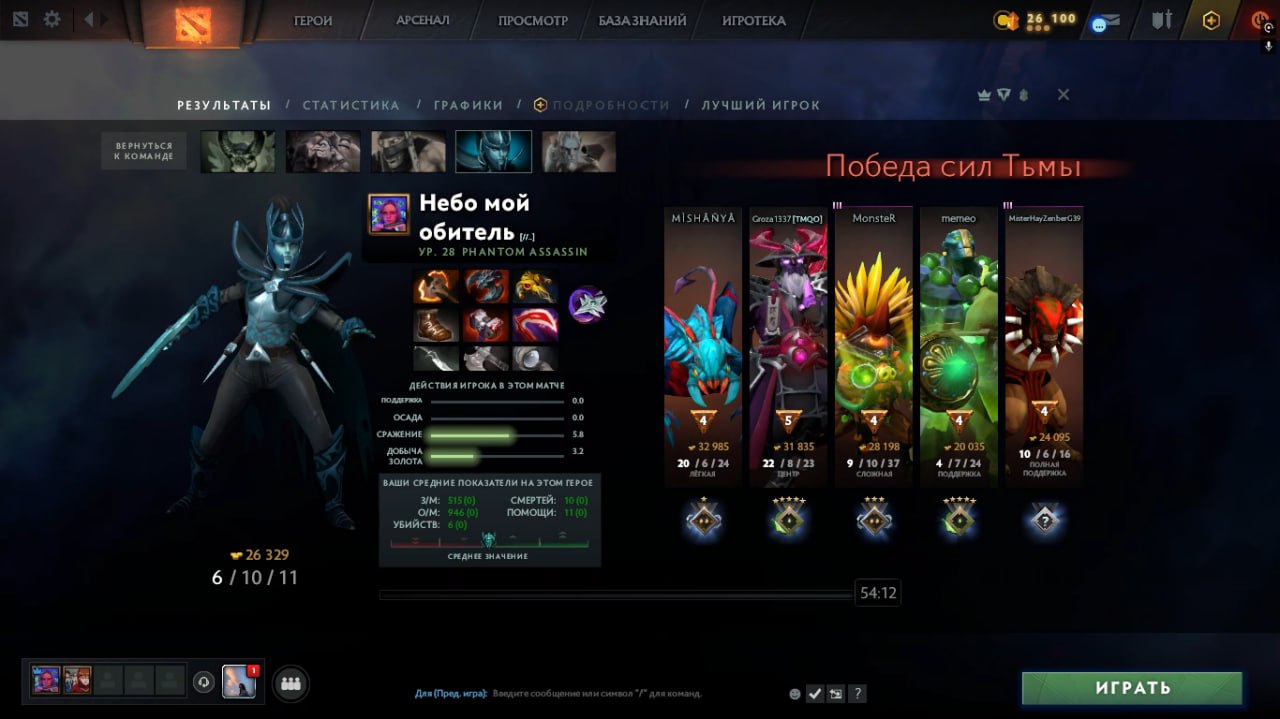 ГЕРОИ
АРСЕНАЛ
ПРОСМОТР
БАЗА ЗНАНИЙ
ИГРОТЕКА
26 100
РЕЗУЛЬТАТЫ / СТАТИСТИКА / ГРАФИКИ / ПОДРОБНОСТИ / ЛУЧШИЙ ИГРОК
ВЕРНУТЬСЯ
К КОМАНДЕ
Небо мой
обитель [//..]
УР. 28 PHANTOM ASSASSIN
ДЕЙСТВИЯ ИГРОКА В ЭТОМ МАТЧЕ
ПОДДЕРЖКА 0.0
ОСАДА 0.0
СРАЖЕНИЕ 5.8
ДОБЫЧА
ЗОЛОТА 3.2
ВАШИ СРЕДНИЕ ПОКАЗАТЕЛИ НА ЭТОМ ГЕРОЕ
З/М: 515 (0) СМЕРТЕЙ: 10 (0)
О/М: 946 (0) ПОМОЩИ: 11 (0)
УБИЙСТВ: 6 (0)
СРЕДНЕЕ ЗНАЧЕНИЕ
26 329
6 / 10 / 11
Победа сил Тьмы
MÌSHÅÑYÅ
4
32 985
20 / 6 / 24
ЛЁГКАЯ
Groza1337 [TMQO]
5
31 835
22 / 8 / 23
ЦЕНТР
MonsteR
4
28 198
9 / 10 / 37
СЛОЖНАЯ
memeo
4
20 035
4 / 7 / 24
ПОДДЕРЖКА
MisterHayZenberG39
4
24 095
10 / 6 / 16
ПОЛНАЯ
ПОДДЕРЖКА
?
54:12
1
Для (Пред. игра): Введите сообщение или символ "/" для команд.
?
ИГРАТЬ